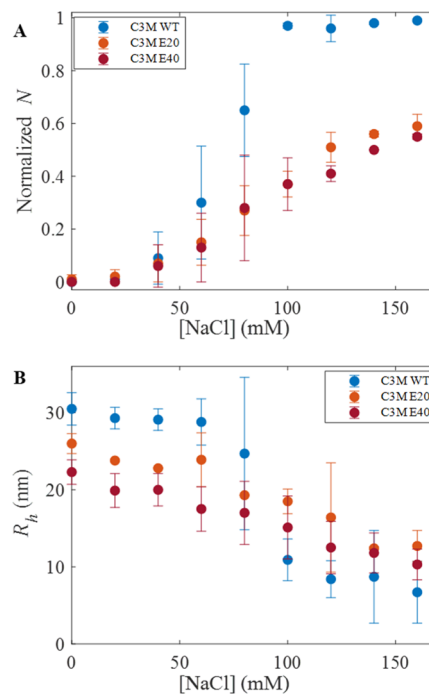 A
C3M WT
C3M E20
C3M E40
1
0.8
0.6
0.4
0.2
0
Normalized N
0
50
100
150
[NaCl] (mM)
B
C3M WT
C3M E20
C3M E40
30
20
10
0
R_h (nm)
0
50
100
150
[NaCl] (mM)